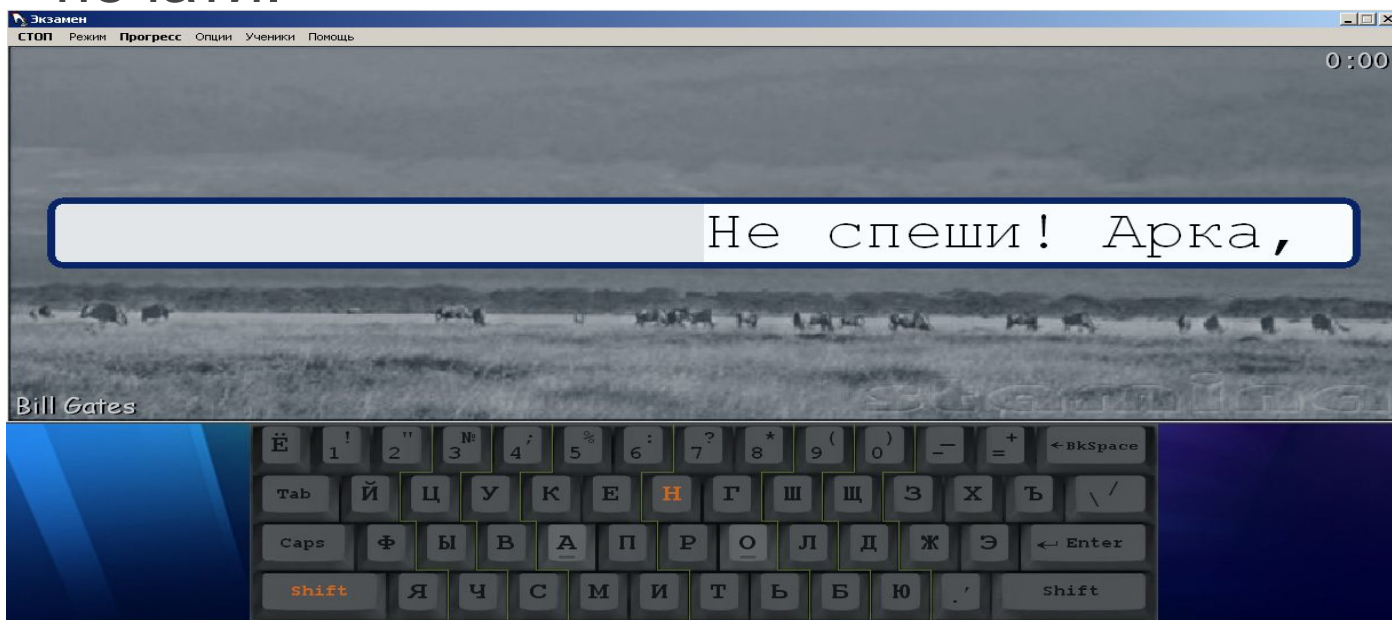 Экзамен
СТОП Режим Прогресс Опции Ученики Помощь
0:00
Не спеши! Арка,
Bill Gates
stamina
Ё 1 ! 2 " 3 № 4 ; 5 % 6 : 7 ? 8 * 9 ( 0 ) - _ = + ←BkSpace
Tab Й Ц У К Е Н Г Ш Щ З Х Ъ \ /
Caps Ф Ы В А П Р О Л Д Ж Э ↵ Enter
Shift Я Ч С М И Т Ь Б Ю . , Shift